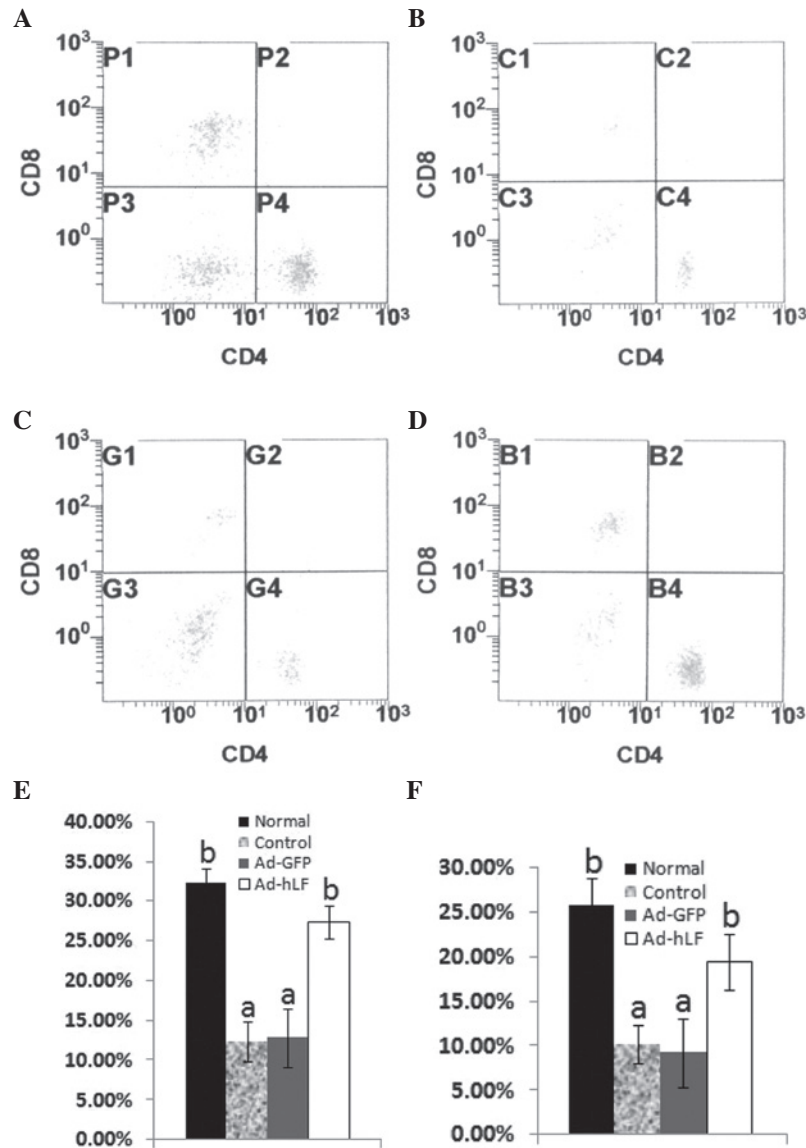 A
10³
P1
P2
10²
CD8
10¹
P3
P4
10⁰
10⁰ 10¹ 10² 10³
CD4
B
10³
C1
C2
10²
CD8
10¹
C3
C4
10⁰
10⁰ 10¹ 10² 10³
CD4
C
10³
G1
G2
10²
CD8
10¹
G3
G4
10⁰
10⁰ 10¹ 10² 10³
CD4
D
10³
B1
B2
10²
CD8
10¹
B3
B4
10⁰
10⁰ 10¹ 10² 10³
CD4
E
40.00%
35.00%
30.00%
25.00%
20.00%
15.00%
10.00%
5.00%
0.00%
Normal
Control
Ad-GFP
Ad-hLF
b
a
a
b
F
30.00%
25.00%
20.00%
15.00%
10.00%
5.00%
0.00%
Normal
Control
Ad-GFP
Ad-hLF
b
a
a
b